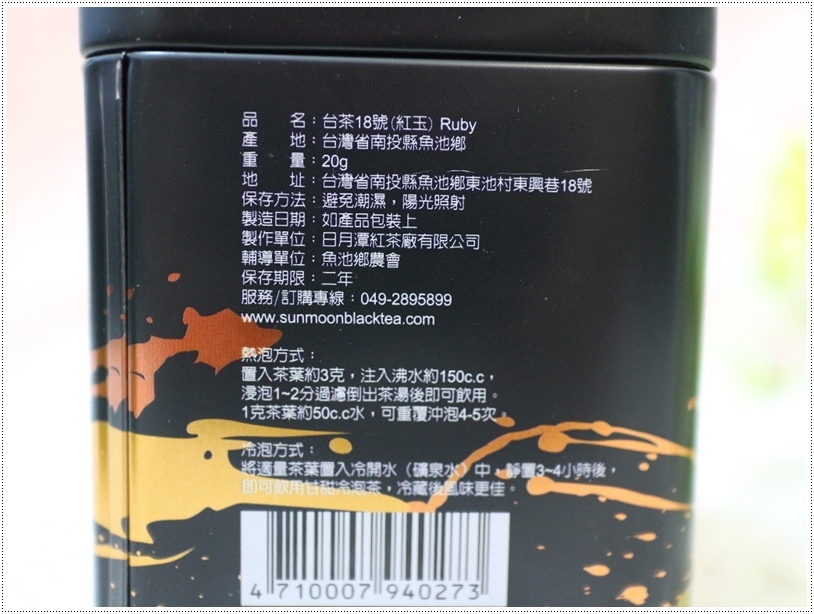 品　　名：台茶18號(紅玉) Ruby
產　　地：台灣省南投縣魚池鄉
重　　量：20g
地　　址：台灣省南投縣魚池鄉東池村東興巷18號
保存方法：避免潮濕，陽光照射
製造日期：如產品包裝上
製作單位：日月潭紅茶廠有限公司
輔導單位：魚池鄉農會
保存期限：二年
服務/訂購專線：049-2895899
www.sunmoonblacktea.com
熱泡方式：
置入茶葉約3克，注入沸水約150c.c，
浸泡1~2分過濾倒出茶湯後即可飲用。
1克茶葉約50c.c水，可重覆沖泡4-5次。
冷泡方式：
將適量茶葉置入冷開水（礦泉水）中，靜置3~4小時後，
即可飲用甘甜冷泡茶，冷藏後風味更佳。
4 710007 940273